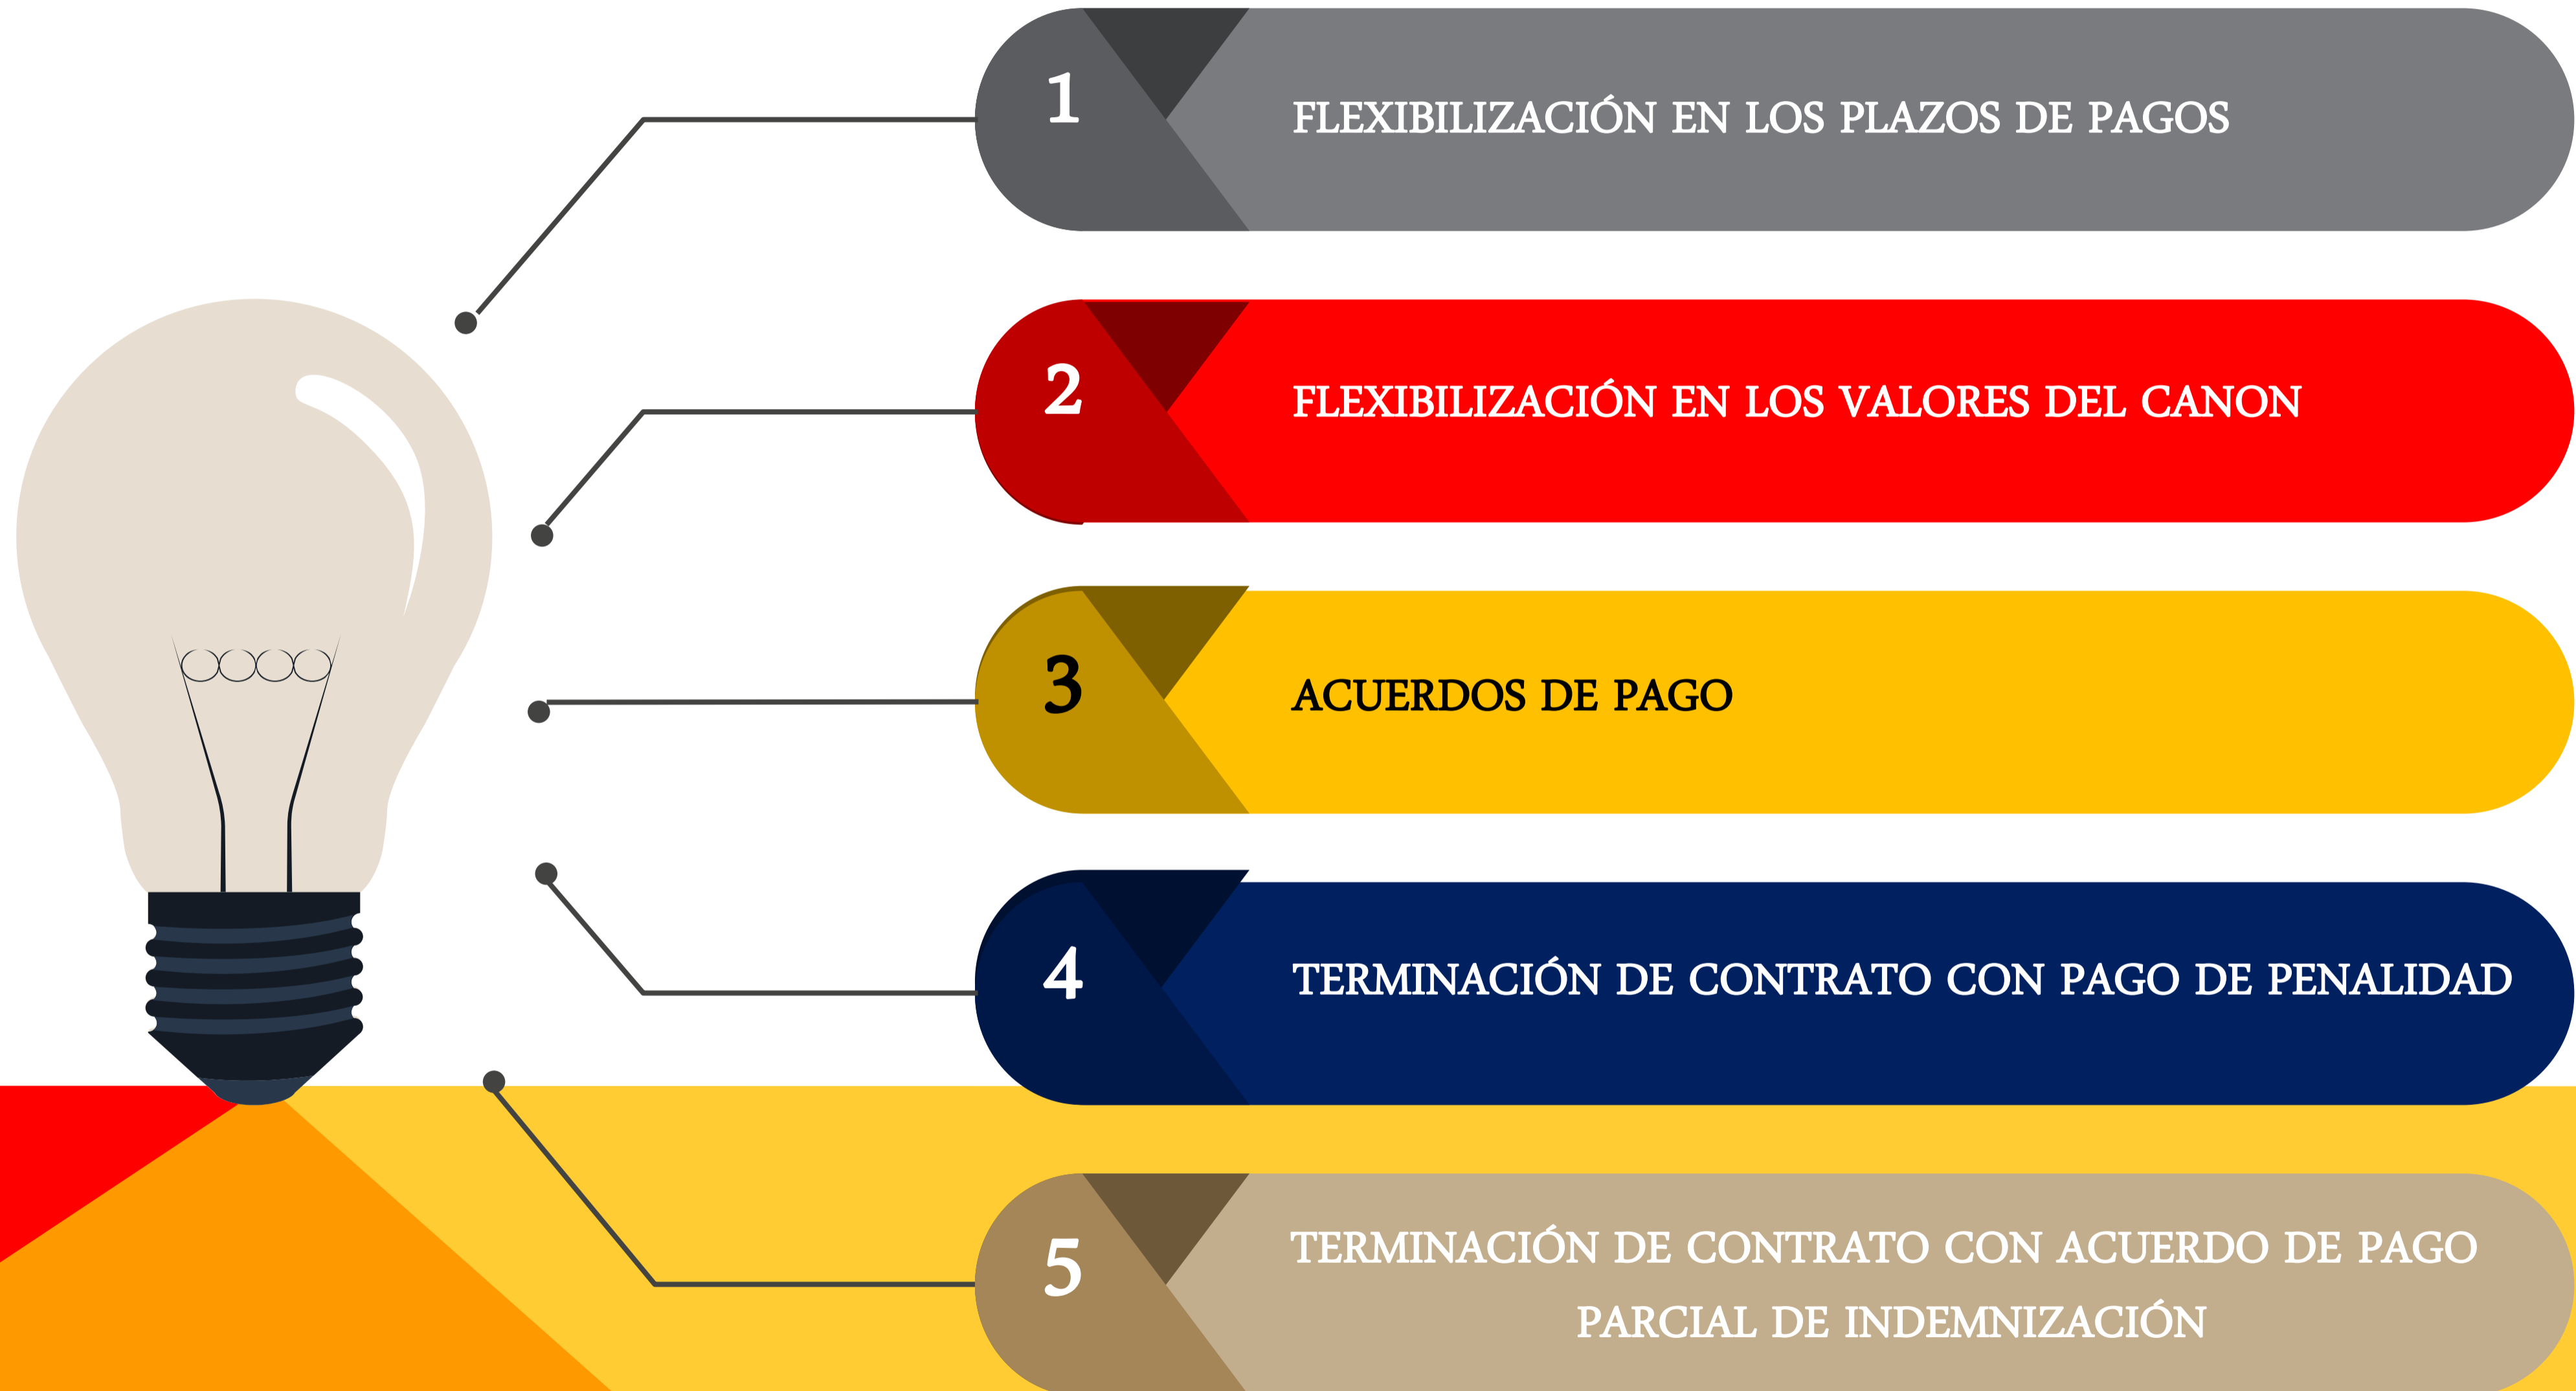 1
FLEXIBILIZACIÓN EN LOS PLAZOS DE PAGOS
2
FLEXIBILIZACIÓN EN LOS VALORES DEL CANON
3
ACUERDOS DE PAGO
4
TERMINACIÓN DE CONTRATO CON PAGO DE PENALIDAD
5
TERMINACIÓN DE CONTRATO CON ACUERDO DE PAGO
PARCIAL DE INDEMNIZACIÓN